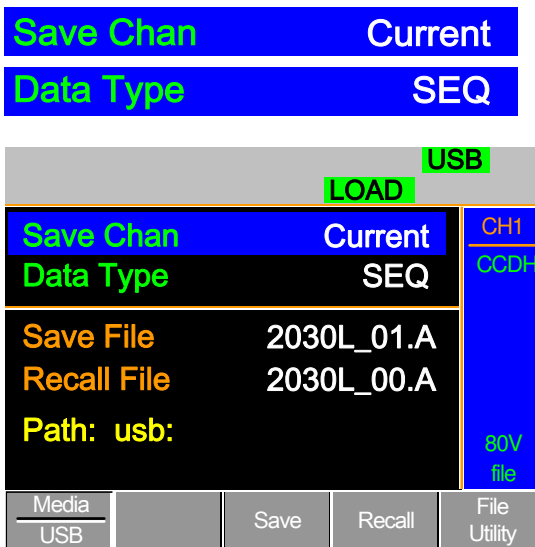 Save Chan Current
Data Type SEQ
USB
LOAD
Save Chan Current
Data Type SEQ
Save File 2030L_01.A
Recall File 2030L_00.A
Path: usb:
CH1
CCDH
80V
file
Media
USB
Save
Recall
File
Utility